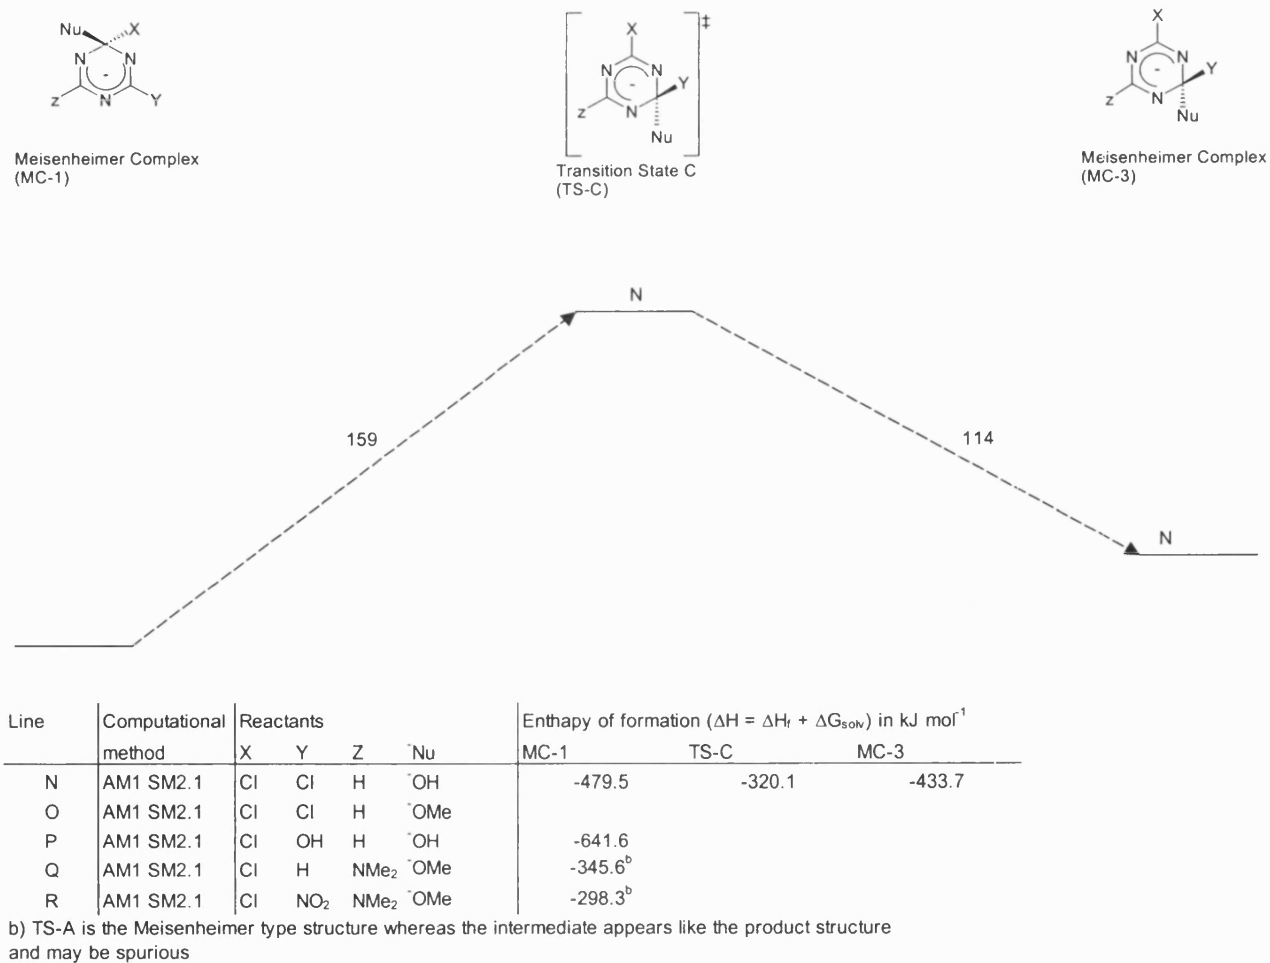 Nu X
N N
-
Z N Y
Meisenheimer Complex
(MC-1)
X
N N
-
Y
Z N
Nu
‡
Transition State C
(TS-C)
X
N N
-
Y
Z N
Nu
Meisenheimer Complex
(MC-3)
N
159
114
N
Line Computational Reactants Enthapy of formation (ΔH = ΔHf + ΔGsolv) in kJ mol-1
method X Y Z -Nu MC-1 TS-C MC-3
N AM1 SM2.1 Cl Cl H -OH -479.5 -320.1 -433.7
O AM1 SM2.1 Cl Cl H -OMe
P AM1 SM2.1 Cl OH H -OH -641.6
Q AM1 SM2.1 Cl H NMe2 -OMe -345.6b
R AM1 SM2.1 Cl NO2 NMe2 -OMe -298.3b
b) TS-A is the Meisenheimer type structure whereas the intermediate appears like the product structure
and may be spurious